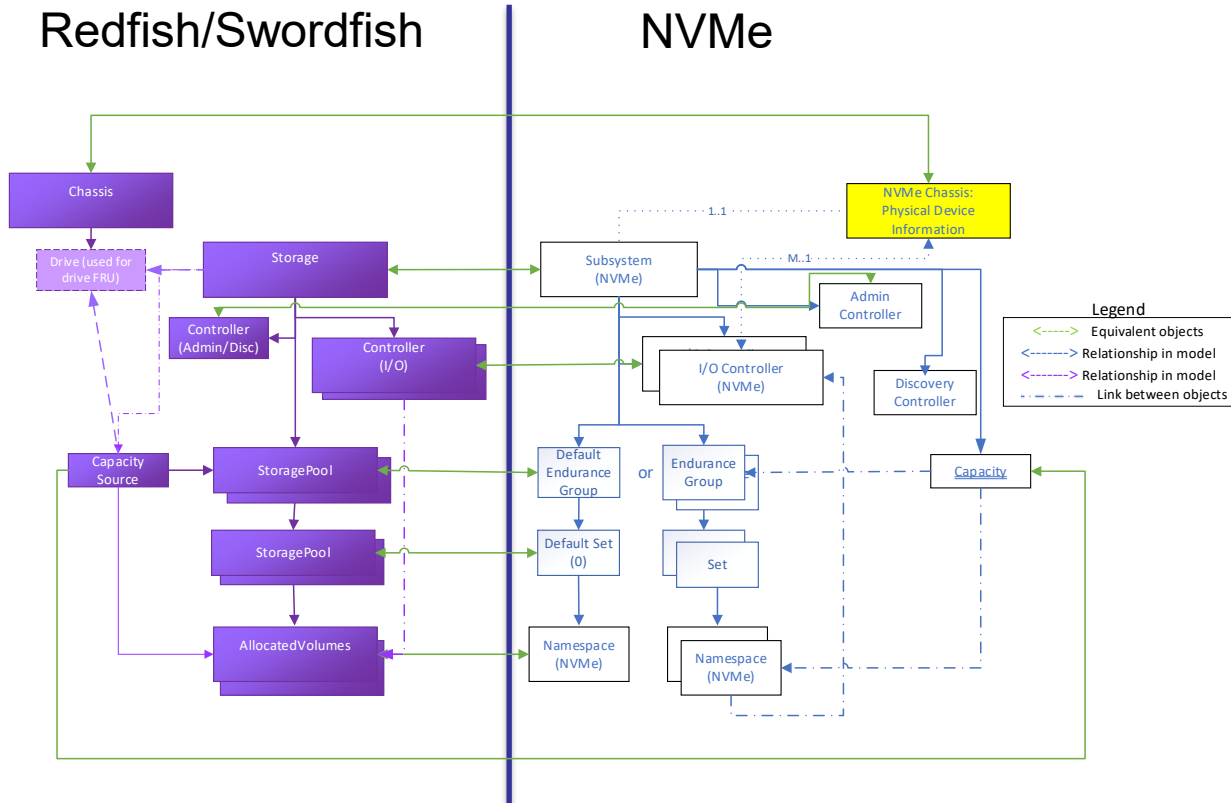 Redfish/Swordfish
NVMe
Chassis
NVMe Chassis:
Physical Device
Information
1..1
Drive (used for
drive FRU)
Storage
Subsystem
(NVMe)
M..1
Admin
Controller
Legend
Equivalent objects
Relationship in model
Relationship in model
Link between objects
Controller
(Admin/Disc)
Controller
(I/O)
I/O Controller
(NVMe)
Discovery
Controller
Capacity
Source
StoragePool
Default
Endurance
Group
or
Endurance
Group
Capacity
StoragePool
Default Set
(0)
Set
AllocatedVolumes
Namespace
(NVMe)
Namespace
(NVMe)